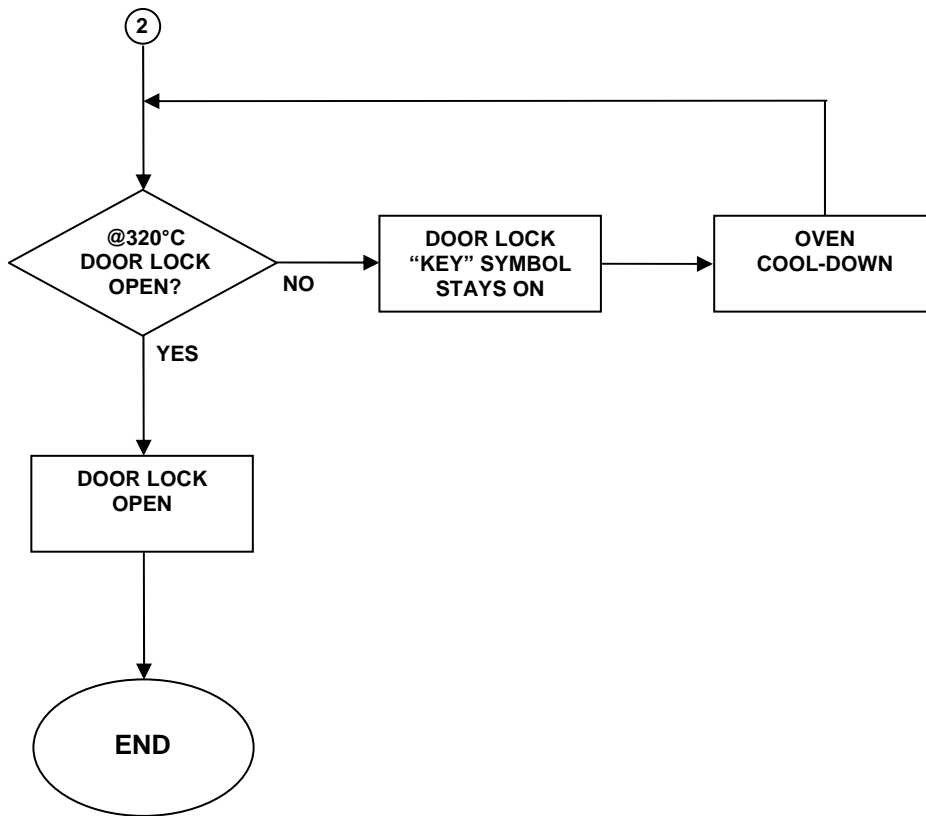 2
@320°C
DOOR LOCK
OPEN?
NO
DOOR LOCK
“KEY” SYMBOL
STAYS ON
OVEN
COOL-DOWN
YES
DOOR LOCK
OPEN
END